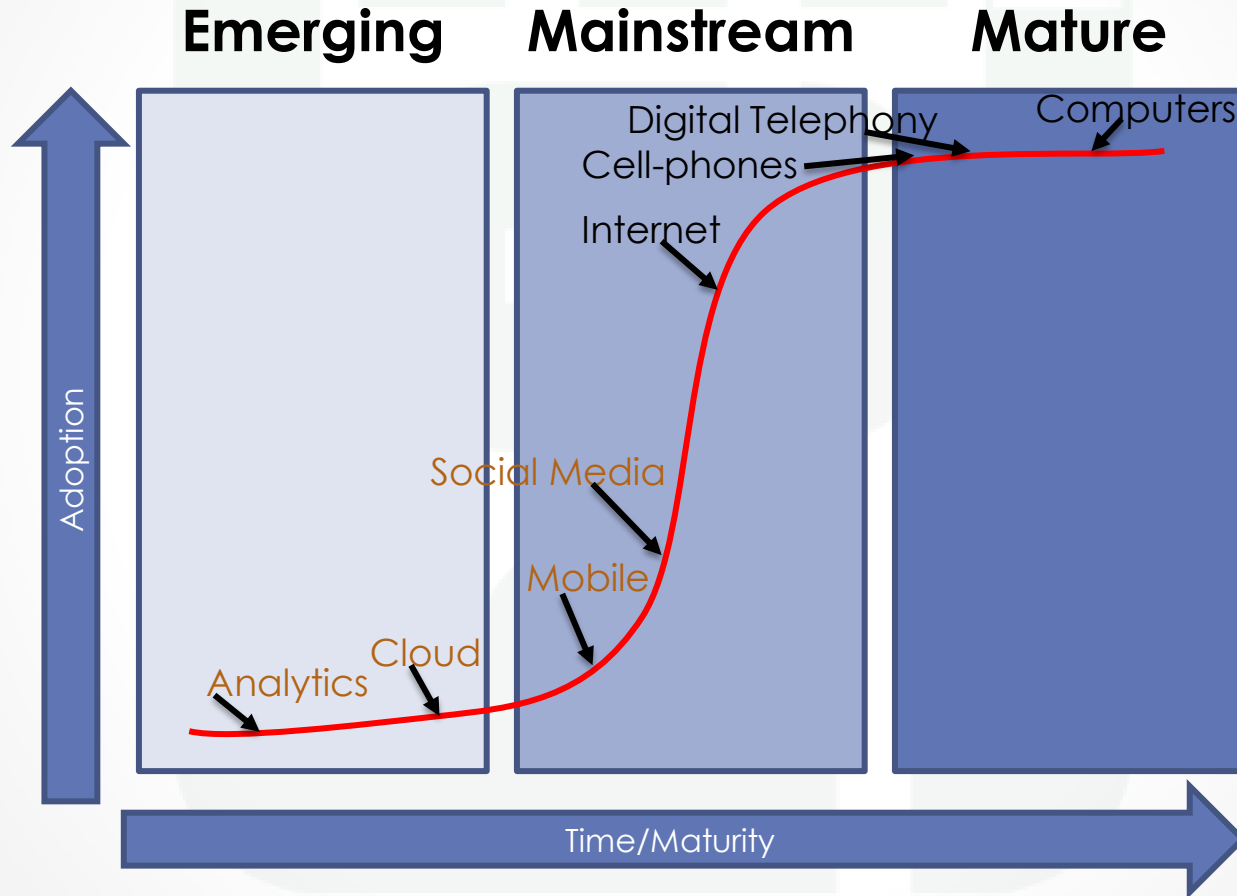 Emerging
Mainstream
Mature
Computers
Digital Telephony
Cell-phones
Internet
Social Media
Mobile
Cloud
Analytics
Adoption
Time/Maturity